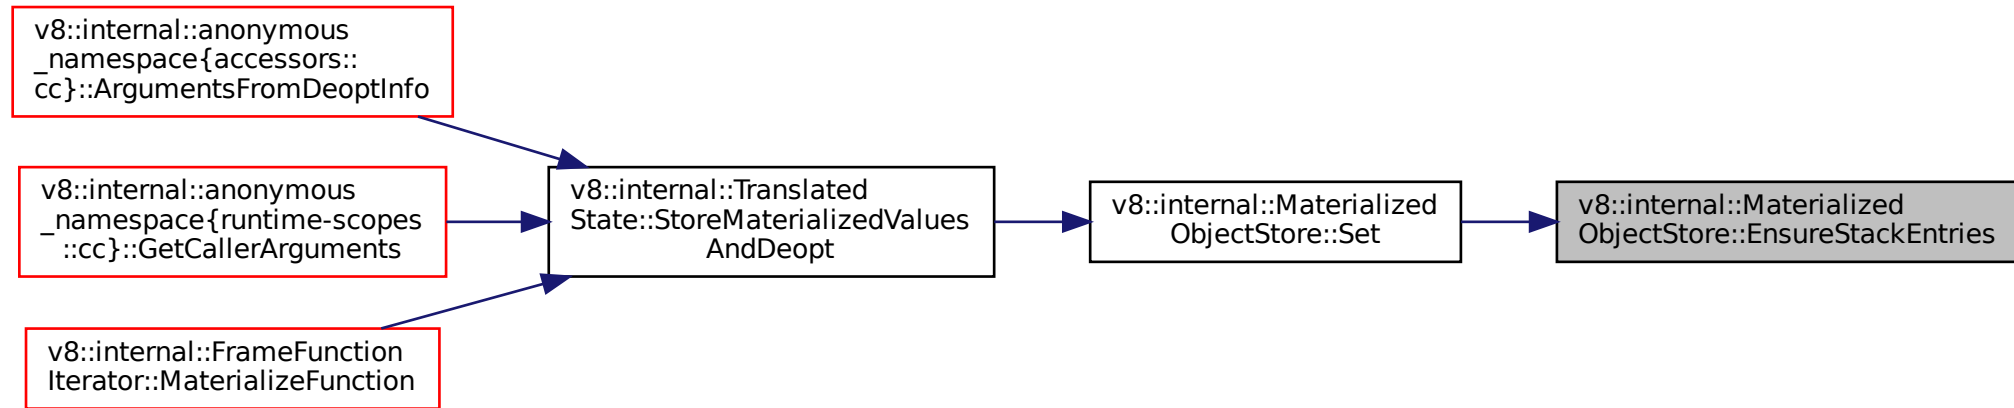 v8::internal::anonymous
_namespace{accessors::
cc}::ArgumentsFromDeoptInfo
v8::internal::anonymous
_namespace{runtime-scopes
::cc}::GetCallerArguments
v8::internal::FrameFunction
Iterator::MaterializeFunction
v8::internal::Translated
State::StoreMaterializedValues
AndDeopt
v8::internal::Materialized
ObjectStore::Set
v8::internal::Materialized
ObjectStore::EnsureStackEntries